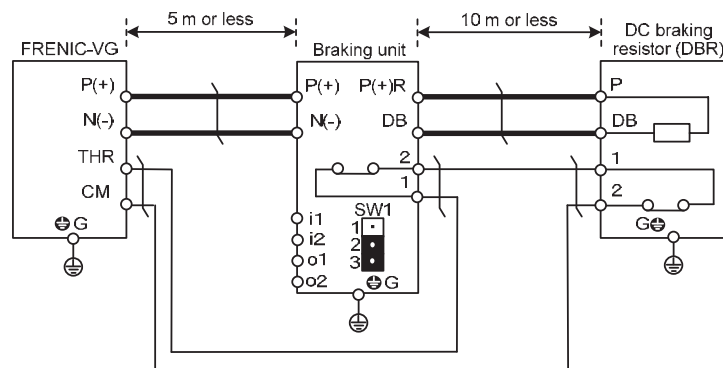 5 m or less
10 m or less
FRENIC-VG
Braking unit
DC braking
resistor (DBR)
P(+)
P(+)
P(+)R
P
N(-)
N(-)
DB
DB
THR
2
1
CM
1
2
i1
SW1
1
G
i2
2
G
o1
3
o2
G